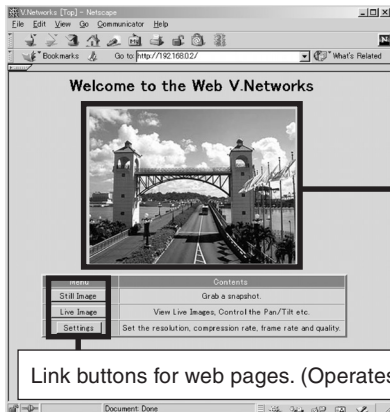 V.Networks [Top] - Netscape
File Edit View Go Communicator Help
Bookmarks Go to: http://192.168.0.2/ What's Related
Welcome to the Web V.Networks
Menu Contents
Still Image Grab a snapshot.
Live Image View Live Images, Control the Pan/Tilt etc.
Settings Set the resolution, compression rate, frame rate and quality.
Link buttons for web pages. (Operates
Document: Done